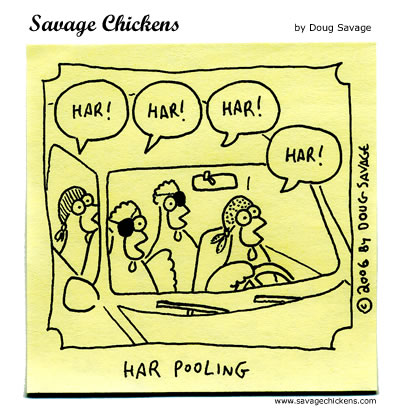 Savage Chickens
by Doug Savage
HAR!
HAR!
HAR!
HAR!
© 2006 BY DOUG SAVAGE
HAR POOLING
www.savagechickens.com